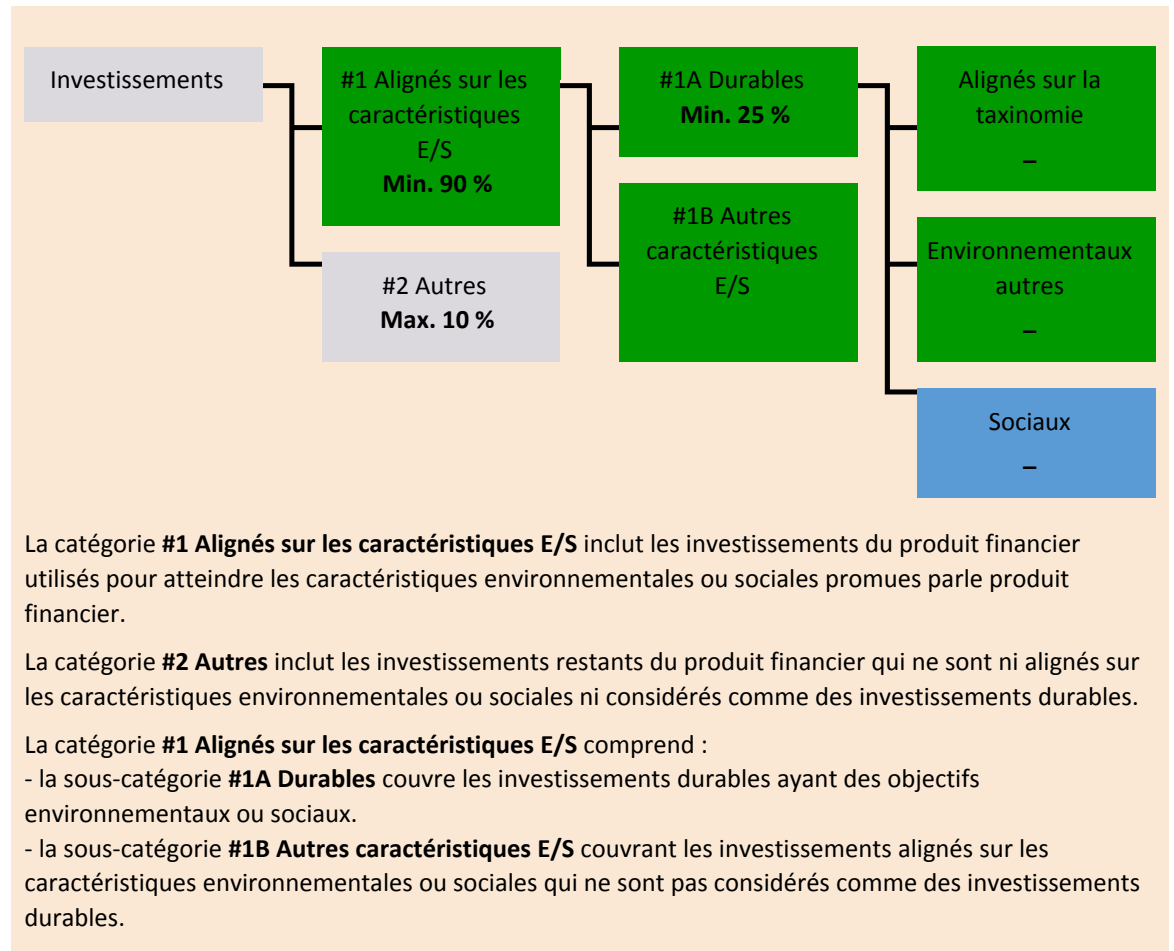 Investissements
#1 Alignés sur les
caractéristiques
E/S
Min. 90 %
#2 Autres
Max. 10 %
#1A Durables
Min. 25 %
#1B Autres
caractéristiques
E/S
Alignés sur la
taxinomie
–
Environnementaux
autres
–
Sociaux
–
La catégorie #1 Alignés sur les caractéristiques E/S inclut les investissements du produit financier
utilisés pour atteindre les caractéristiques environnementales ou sociales promues parle produit
financier.
La catégorie #2 Autres inclut les investissements restants du produit financier qui ne sont ni alignés sur
les caractéristiques environnementales ou sociales ni considérés comme des investissements durables.
La catégorie #1 Alignés sur les caractéristiques E/S comprend :
- la sous-catégorie #1A Durables couvre les investissements durables ayant des objectifs
environnementaux ou sociaux.
- la sous-catégorie #1B Autres caractéristiques E/S couvrant les investissements alignés sur les
caractéristiques environnementales ou sociales qui ne sont pas considérés comme des investissements
durables.